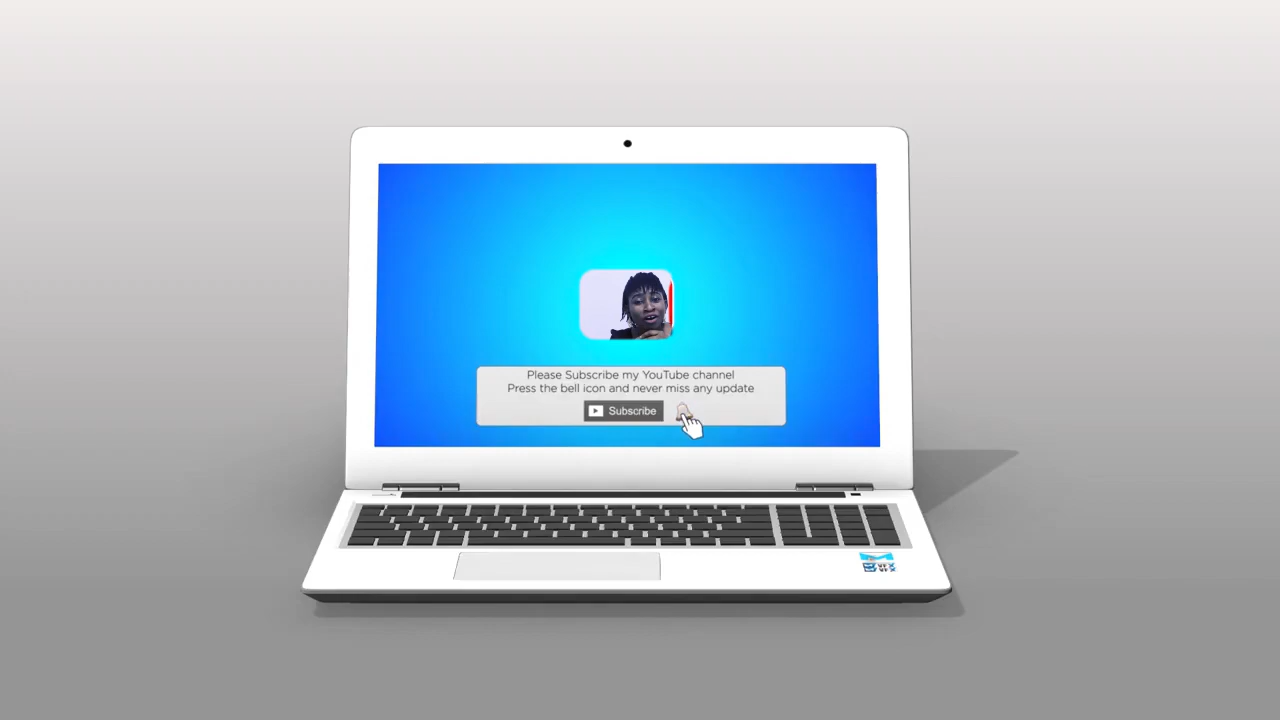 Please Subscribe my YouTube channel
Press the bell icon and never miss any update
Subscribe